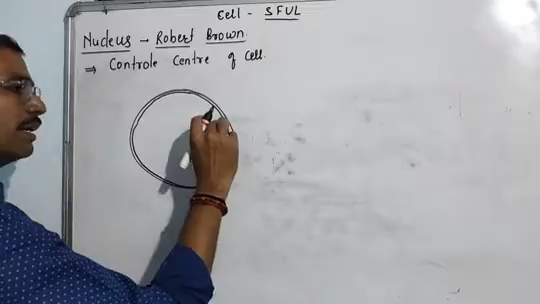 Cell - SFUL
Nucleus - Robert Brown.
⇒ Controle Centre of Cell.